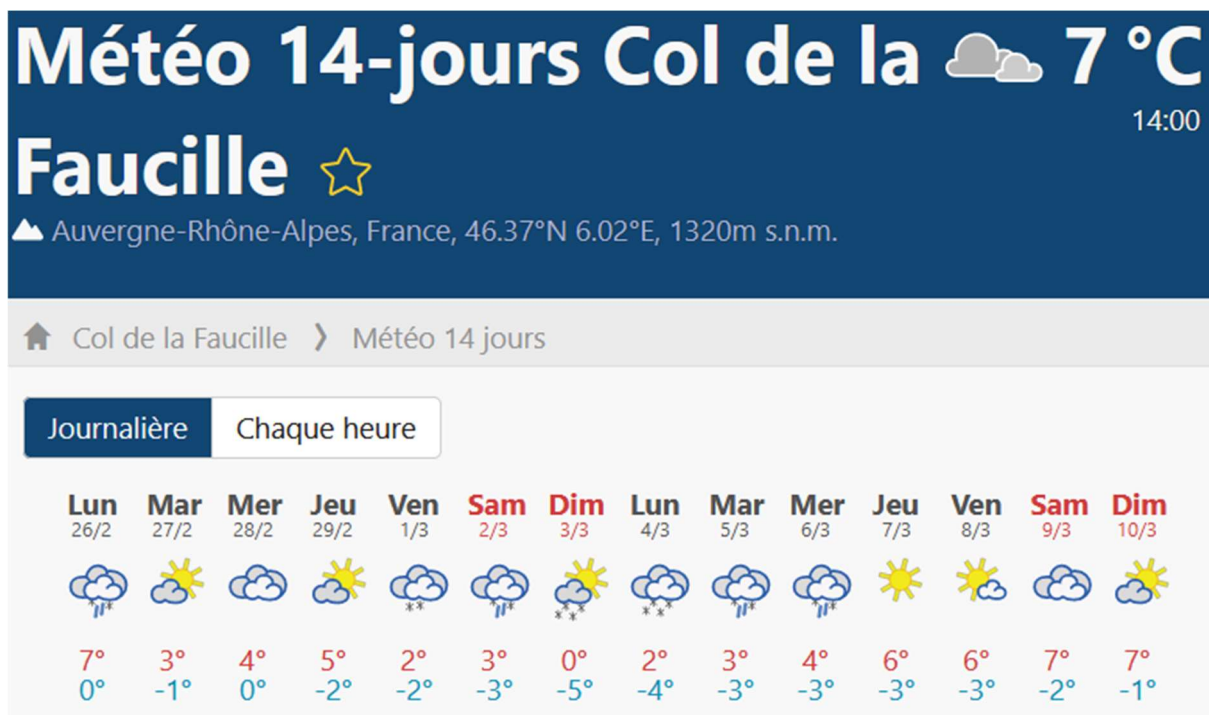 Météo 14-jours Col de la 7 °C
14:00
Faucille
Auvergne-Rhône-Alpes, France, 46.37°N 6.02°E, 1320m s.n.m.
Col de la Faucille ❯ Météo 14 jours
Journalière Chaque heure
Lun Mar Mer Jeu Ven Sam Dim Lun Mar Mer Jeu Ven Sam Dim
26/2 27/2 28/2 29/2 1/3 2/3 3/3 4/3 5/3 6/3 7/3 8/3 9/3 10/3
7° 3° 4° 5° 2° 3° 0° 2° 3° 4° 6° 6° 7° 7°
0° -1° 0° -2° -2° -3° -5° -4° -3° -3° -3° -3° -2° -1°